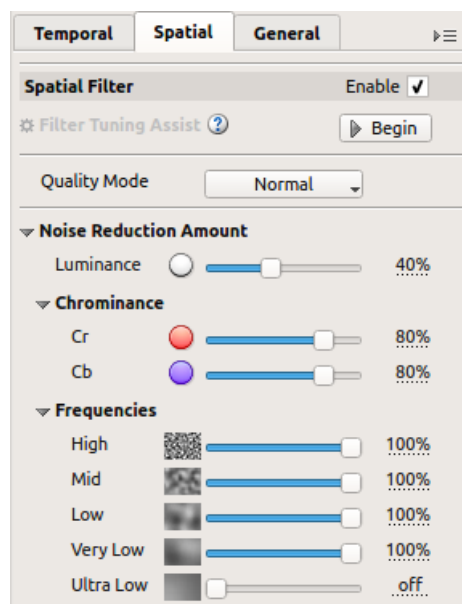 Temporal Spatial General
Spatial Filter Enable
Filter Tuning Assist ? Begin
Quality Mode Normal
Noise Reduction Amount
Luminance 40%
Chrominance
Cr 80%
Cb 80%
Frequencies
High 100%
Mid 100%
Low 100%
Very Low 100%
Ultra Low off